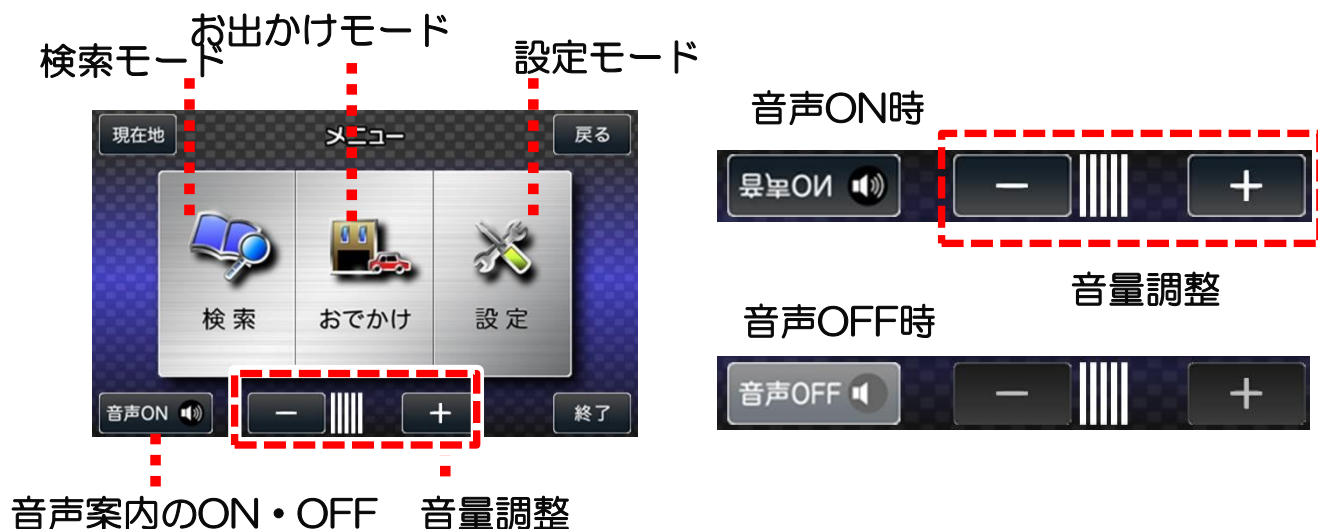 お出かけモード
検索モード
設定モード
現在地
メニュー
戻る
検索
おでかけ
設定
音声ON
−
+
終了
音声案内のON・OFF
音量調整
音声ON時
音声ON
−
+
音量調整
音声OFF時
音声OFF
−
+